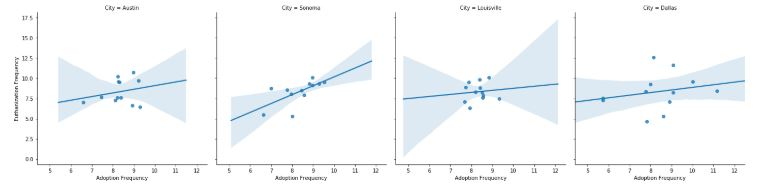 City = Austin
City = Sonoma
City = Louisville
City = Dallas
17.5
15.0
12.5
10.0
7.5
5.0
2.5
0.0
Euthanization Frequency
5 6 7 8 9 10 11 12
5 6 7 8 9 10 11 12
5 6 7 8 9 10 11 12
5 6 7 8 9 10 11 12
Adoption Frequency
Adoption Frequency
Adoption Frequency
Adoption Frequency